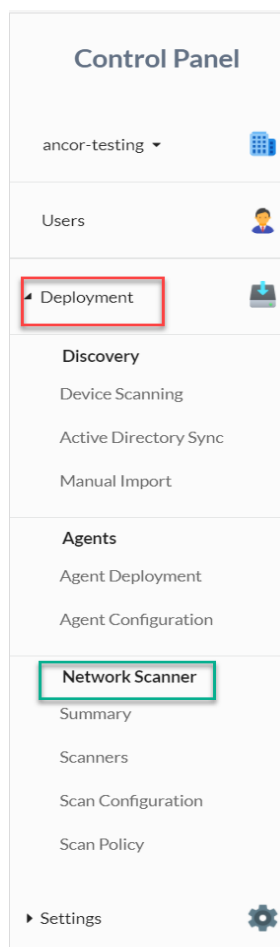 Control Panel
ancor-testing
Users
Deployment
Discovery
Device Scanning
Active Directory Sync
Manual Import
Agents
Agent Deployment
Agent Configuration
Network Scanner
Summary
Scanners
Scan Configuration
Scan Policy
Settings